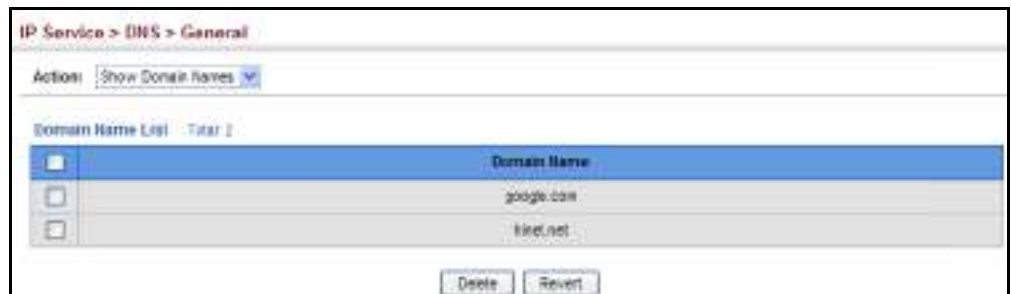 IP Service > DNS > General
Action: Show Domain Names
Domain Name List Total 2
Domain Name
google.com
hinet.net
Delete Revert